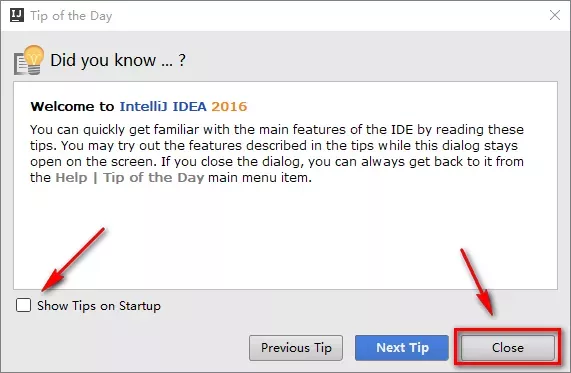 IJ Tip of the Day
Did you know ... ?
Welcome to IntelliJ IDEA 2016
You can quickly get familiar with the main features of the IDE by reading these
tips. You may try out the features described in the tips while this dialog stays
open on the screen. If you close the dialog, you can always get back to it from
the Help | Tip of the Day main menu item.
Show Tips on Startup
Previous Tip
Next Tip
Close